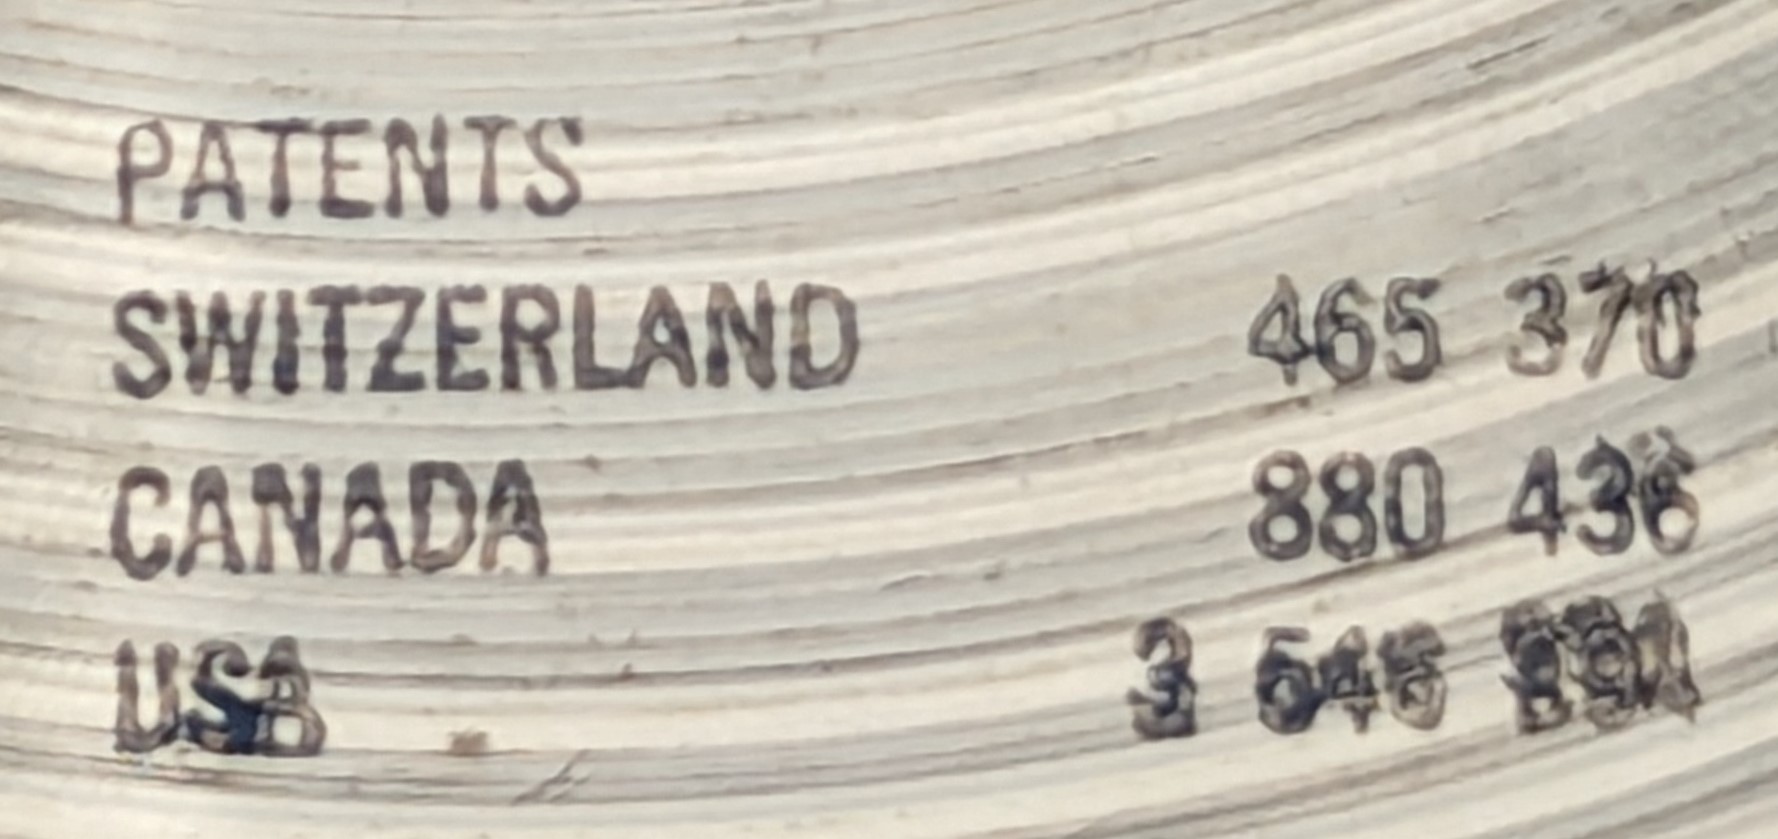 PATENTS
SWITZERLAND 465 370
CANADA 880 436
USA 3